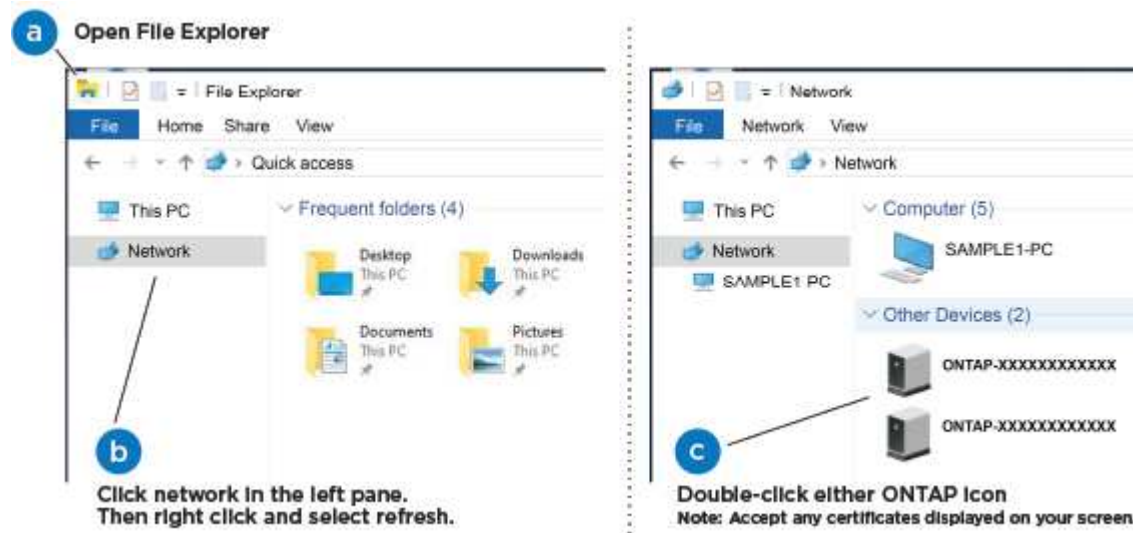 a Open File Explorer
File Explorer
File Home Share View
Quick access
This PC
Network
Frequent folders (4)
Desktop
This PC
Downloads
This PC
Documents
This PC
Pictures
This PC
b
Click network in the left pane.
Then right click and select refresh.
Network
File Network View
Network
This PC
Network
SAMPLE1 PC
Computer (5)
SAMPLE1-PC
Other Devices (2)
ONTAP-XXXXXXXXXXXX
ONTAP-XXXXXXXXXXXX
c
Double-click either ONTAP icon
Note: Accept any certificates displayed on your screen